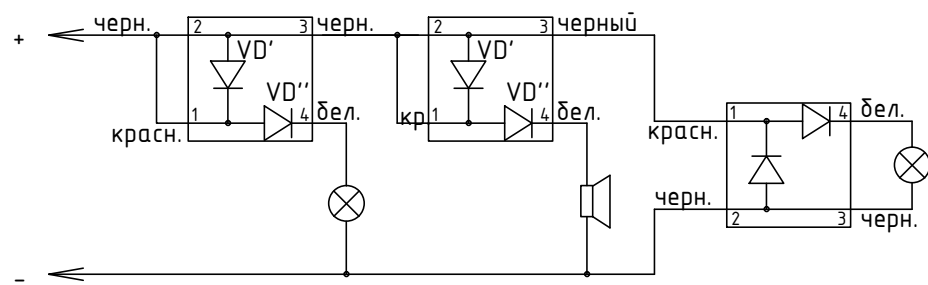 + черн. 2 3 черн. 2 3 черный
VD' VD'
VD'' VD''
1 4 бел. кр. 1 4 бел. 1 4 бел.
красн. красн.
черн. 2 3 черн.
-